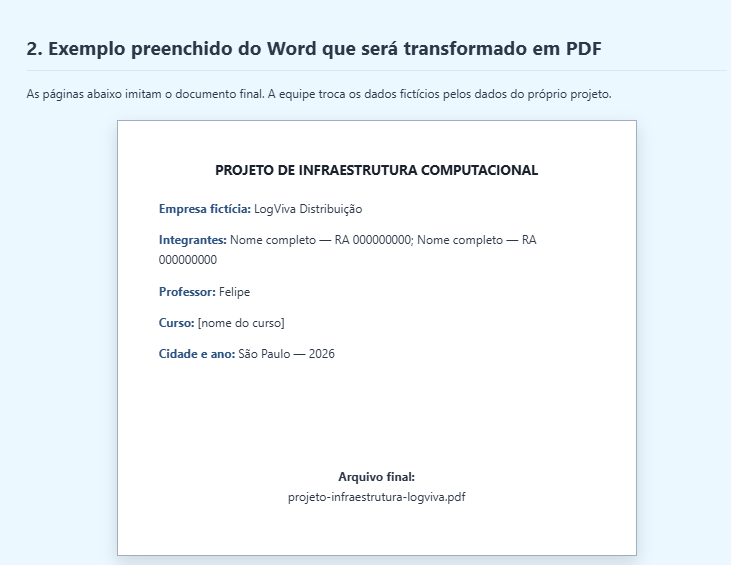 2. Exemplo preenchido do Word que será transformado em PDF
As páginas abaixo imitam o documento final. A equipe troca os dados fictícios pelos dados do próprio projeto.
PROJETO DE INFRAESTRUTURA COMPUTACIONAL
Empresa fictícia: LogViva Distribuição
Integrantes: Nome completo — RA 000000000; Nome completo — RA
000000000
Professor: Felipe
Curso: [nome do curso]
Cidade e ano: São Paulo — 2026
Arquivo final:
projeto-infraestrutura-logviva.pdf